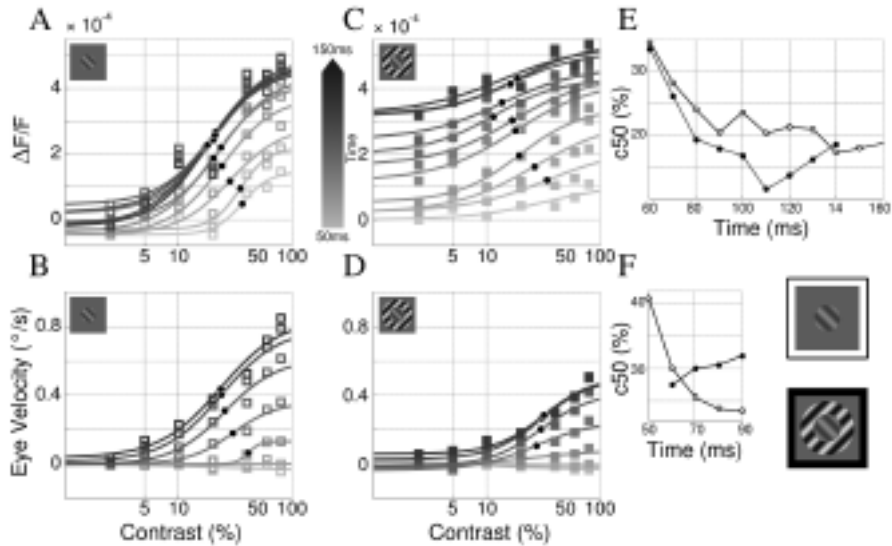 A
× 10⁻⁴
4
2
0
ΔF/F
5 10 50 100
150ms
Time
50ms
C
× 10⁻⁴
4
2
0
5 10 50 100
E
30
20
c50 (%)
60 80 100 120 14 160
Time (ms)
B
0.8
0.4
0
Eye Velocity (°/s)
5 10 50 100
Contrast (%)
D
0.8
0.4
0
5 10 50 100
Contrast (%)
F
40
30
c50 (%)
50 70 90
Time (ms)